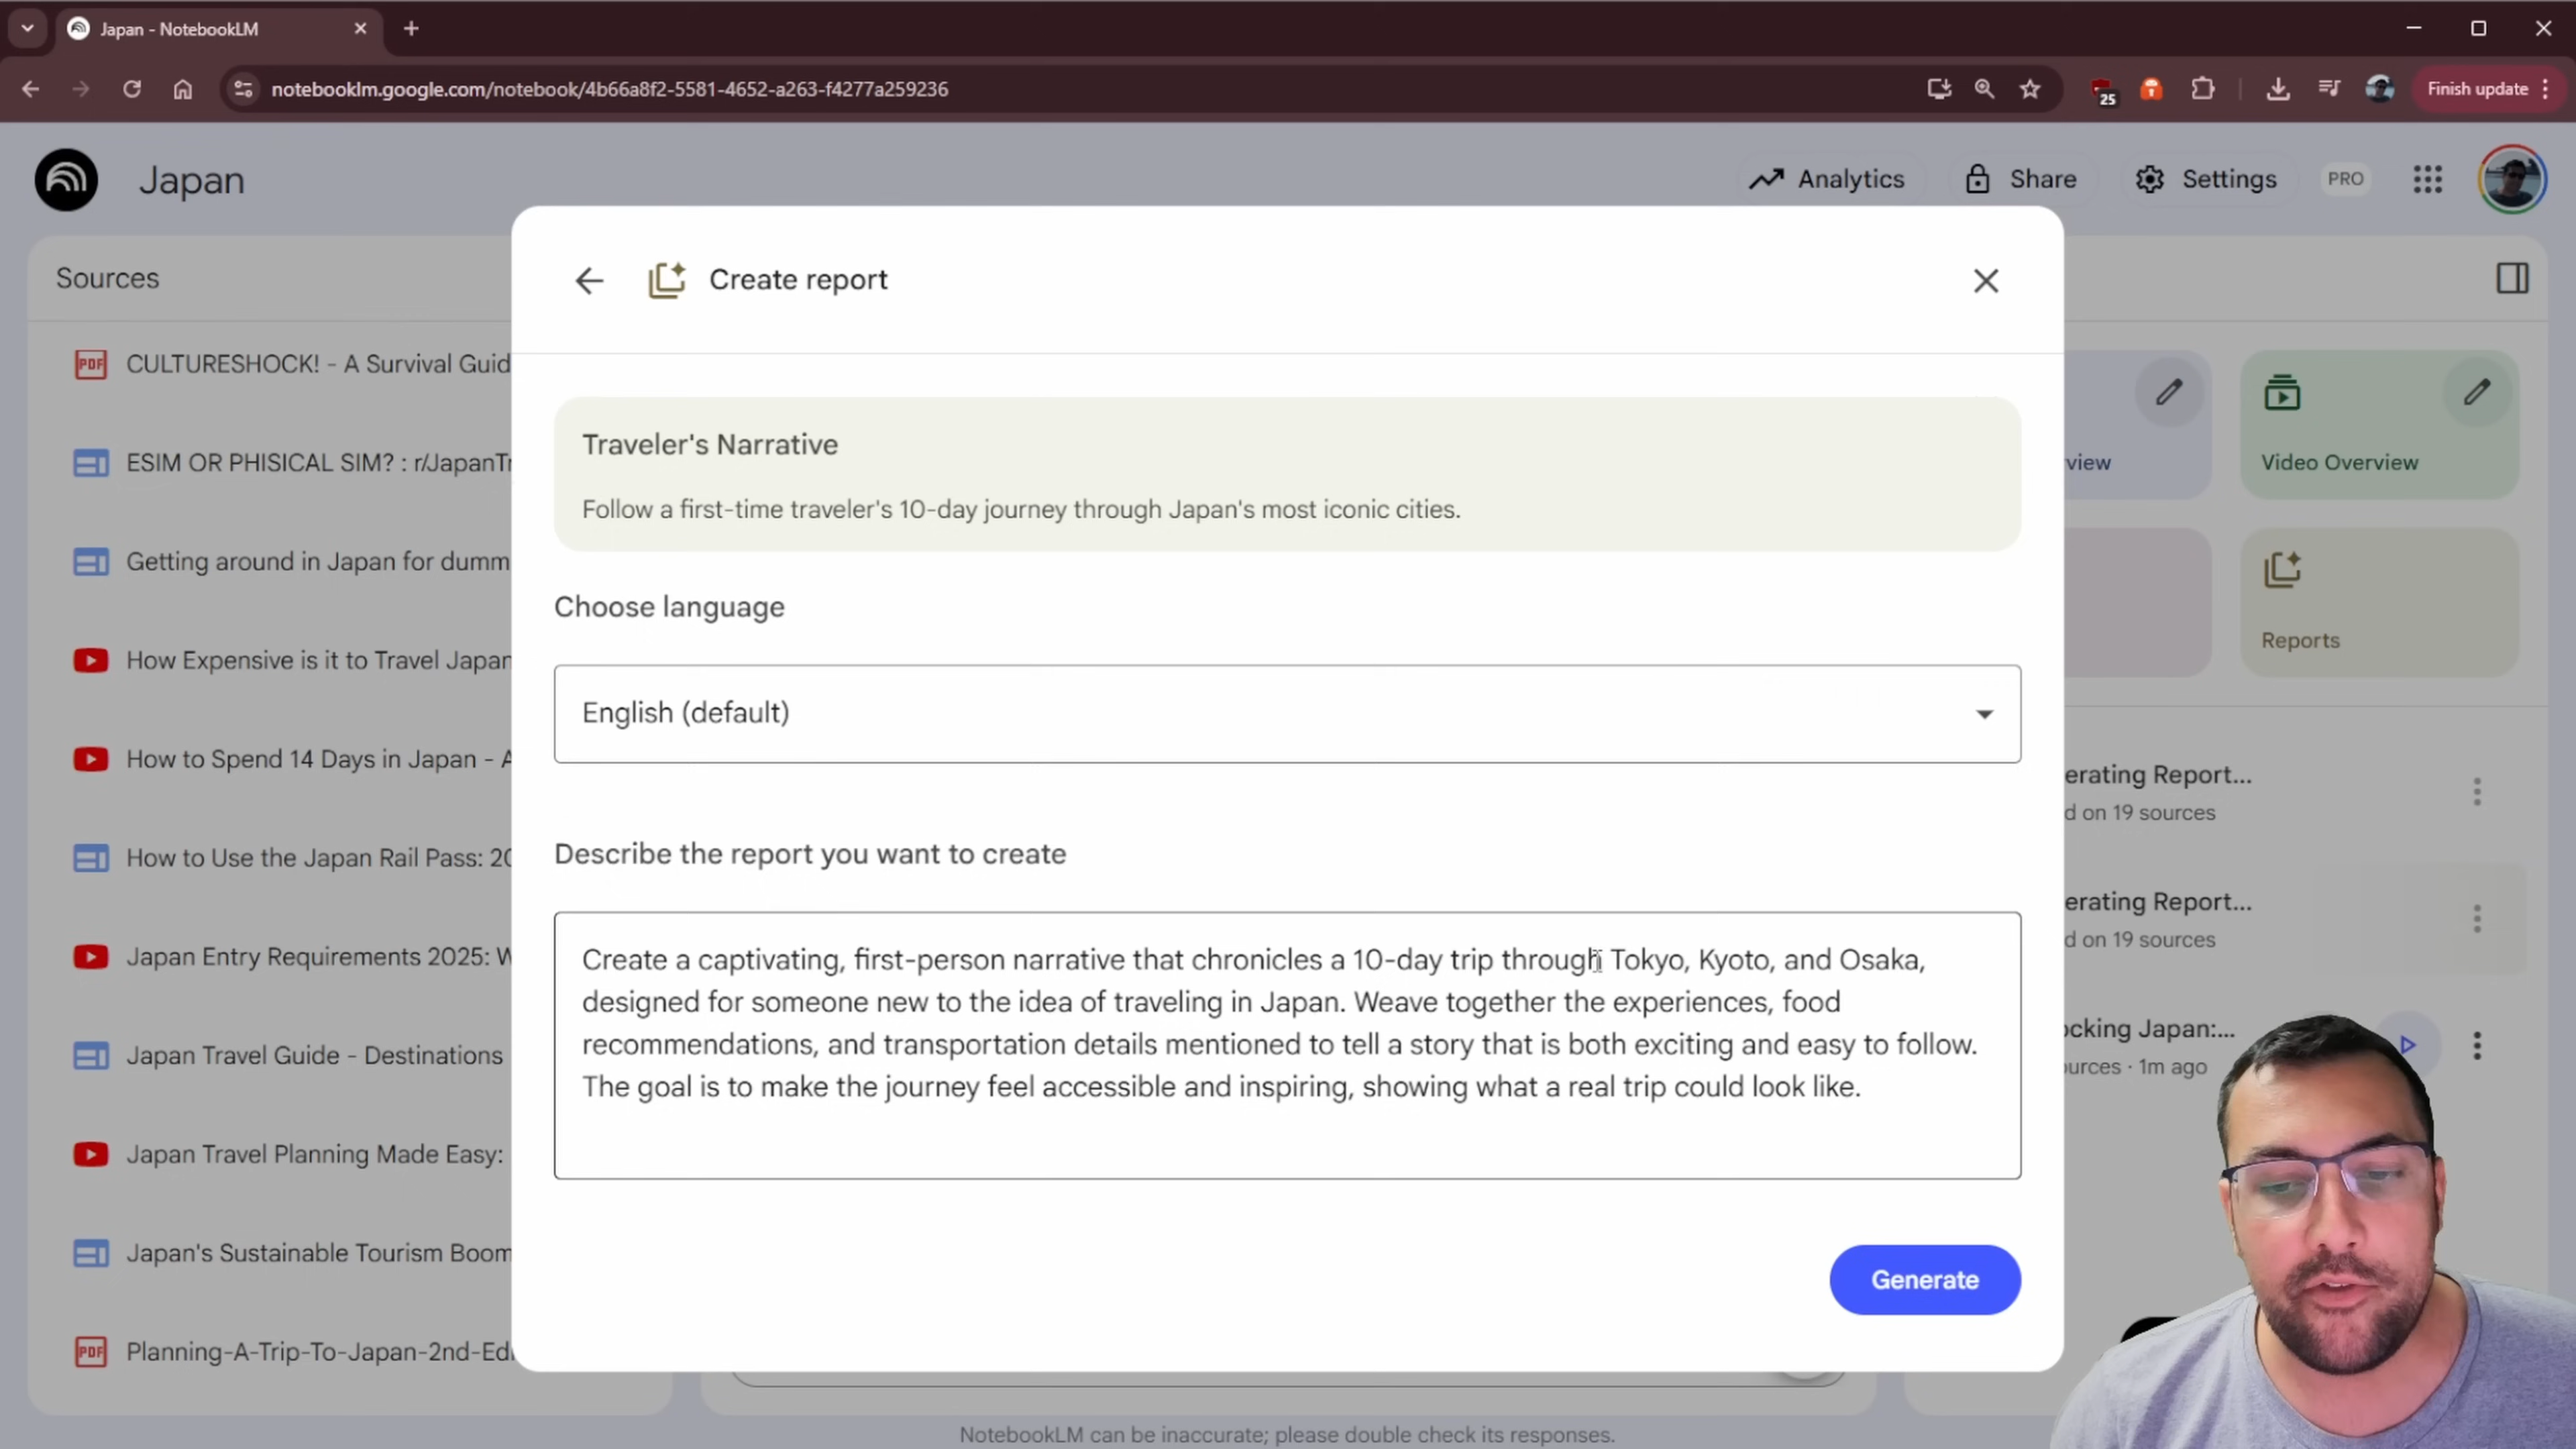 Japan - NotebookLM
notebooklm.google.com/notebook/4b66a8f2-5581-4652-a263-f4277a259236
25
Finish update
Japan
Analytics
Share
Settings
PRO
Sources
PDF CULTURESHOCK! - A Survival Guid
ESIM OR PHISICAL SIM? : r/JapanTr
Getting around in Japan for dumm
How Expensive is it to Travel Japan
How to Spend 14 Days in Japan - A
How to Use the Japan Rail Pass: 20
Japan Entry Requirements 2025: W
Japan Travel Guide - Destinations
Japan Travel Planning Made Easy:
Japan's Sustainable Tourism Boom
PDF Planning-A-Trip-To-Japan-2nd-Edi
Create report
Traveler's Narrative
Follow a first-time traveler's 10-day journey through Japan's most iconic cities.
Choose language
English (default)
Describe the report you want to create
Create a captivating, first-person narrative that chronicles a 10-day trip through Tokyo, Kyoto, and Osaka,
designed for someone new to the idea of traveling in Japan. Weave together the experiences, food
recommendations, and transportation details mentioned to tell a story that is both exciting and easy to follow.
The goal is to make the journey feel accessible and inspiring, showing what a real trip could look like.
Generate
view
Video Overview
Reports
erating Report...
d on 19 sources
erating Report...
d on 19 sources
ocking Japan:...
ources · 1m ago
NotebookLM can be inaccurate; please double check its responses.